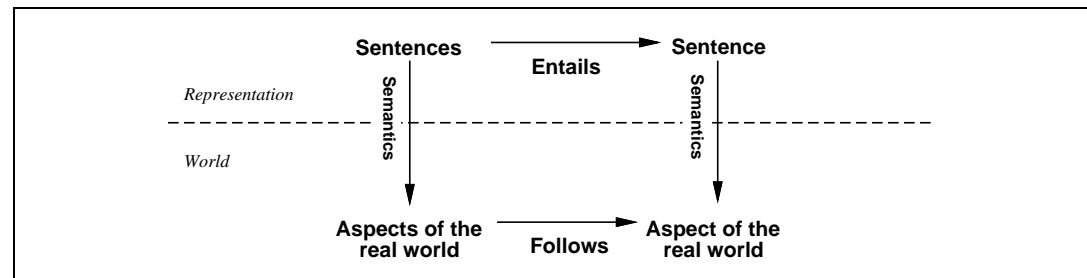 Sentences
Sentence
Entails
Semantics
Semantics
Representation
World
Aspects of the
real world
Follows
Aspect of the
real world